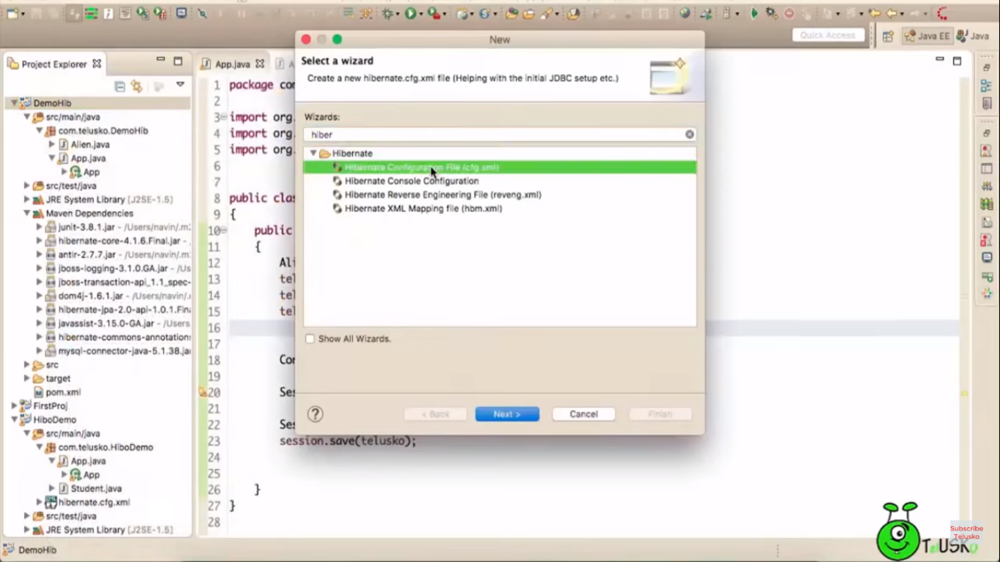 Quick Access
Java EE
Java
Project Explorer
DemoHib
src/main/java
com.telusko.DemoHib
Alien.java
App.java
App
src/test/java
JRE System Library [J2SE-1.5]
Maven Dependencies
junit-3.8.1.jar - /Users/navin/.m
hibernate-core-4.1.6.Final.jar -
antlr-2.7.7.jar - /Users/navin/.m
jboss-logging-3.1.0.GA.jar - /Us
jboss-transaction-api_1.1_spec-
dom4j-1.6.1.jar - /Users/navin/.
hibernate-jpa-2.0-api-1.0.1.Fina
javassist-3.15.0-GA.jar - /Users
hibernate-commons-annotations
mysql-connector-java-5.1.38.jar
src
target
pom.xml
FirstProj
HiboDemo
src/main/java
com.telusko.HiboDemo
App.java
App
Student.java
hibernate.cfg.xml
src/test/java
JRE System Library [J2SE-1.5]
DemoHib
App.java
A
1 package com
2
3 import org.
4 import org.
5 import org.
6
7
8 public clas
9 {
10 public
11 {
12 Ali
13 tel
14 tel
15 tel
16
17
18 Con
19
20 Ses
21
22 Ses
23 session.save(telusko);
24
25
26 }
27 }
28
New
Select a wizard
Create a new hibernate.cfg.xml file (Helping with the initial JDBC setup etc.)
Wizards:
hiber
Hibernate
Hibernate Configuration File (cfg.xml)
Hibernate Console Configuration
Hibernate Reverse Engineering File (reveng.xml)
Hibernate XML Mapping file (hbm.xml)
Show All Wizards.
?
< Back
Next >
Cancel
Finish
Subscribe
Telusko
TELUSKO